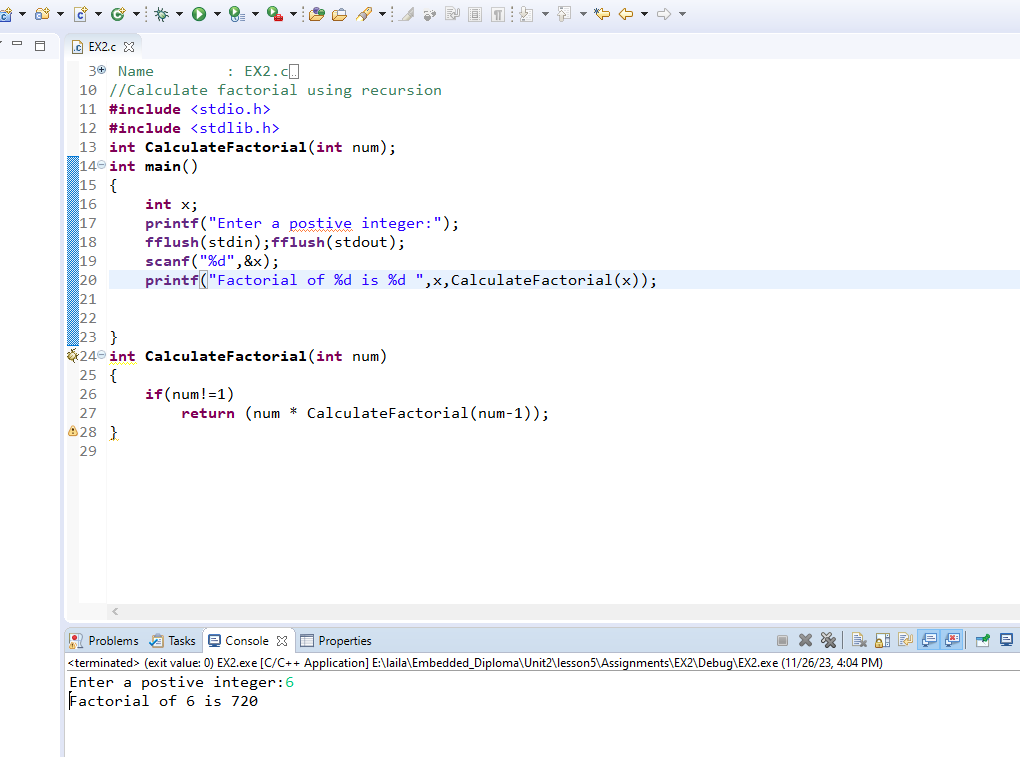 EX2.c
3 Name : EX2.c
10 //Calculate factorial using recursion
11 #include <stdio.h>
12 #include <stdlib.h>
13 int CalculateFactorial(int num);
14 int main()
15 {
16 int x;
17 printf("Enter a postive integer:");
18 fflush(stdin);fflush(stdout);
19 scanf("%d",&x);
20 printf("Factorial of %d is %d ",x,CalculateFactorial(x));
21
22
23 }
24 int CalculateFactorial(int num)
25 {
26 if(num!=1)
27 return (num * CalculateFactorial(num-1));
28 }
29
Problems Tasks Console Properties
<terminated> (exit value: 0) EX2.exe [C/C++ Application] E:\laila\Embedded_Diploma\Unit2\lesson5\Assignments\EX2\Debug\EX2.exe (11/26/23, 4:04 PM)
Enter a postive integer:6
Factorial of 6 is 720